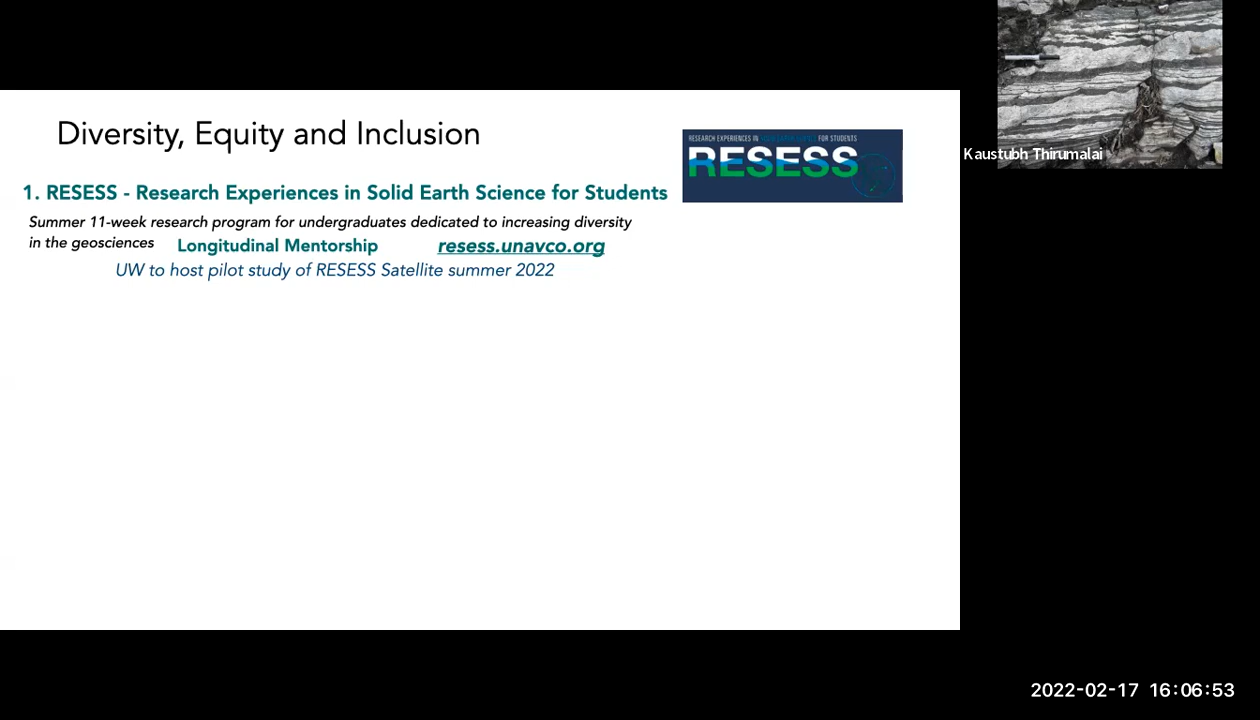 Diversity, Equity and Inclusion
RESEARCH EXPERIENCES IN SOLID EARTH SCIENCE FOR STUDENTS
RESESS
Kaustubh Thirumalai
1. RESESS - Research Experiences in Solid Earth Science for Students
Summer 11-week research program for undergraduates dedicated to increasing diversity
in the geosciences Longitudinal Mentorship resess.unavco.org
UW to host pilot study of RESESS Satellite summer 2022
2022-02-17 16:06:53